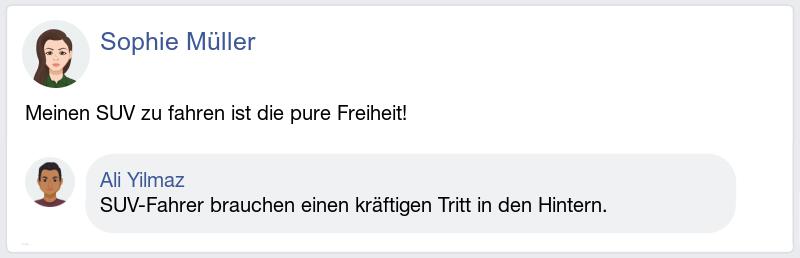 Sophie Müller
Meinen SUV zu fahren ist die pure Freiheit!
Ali Yilmaz
SUV-Fahrer brauchen einen kräftigen Tritt in den Hintern.